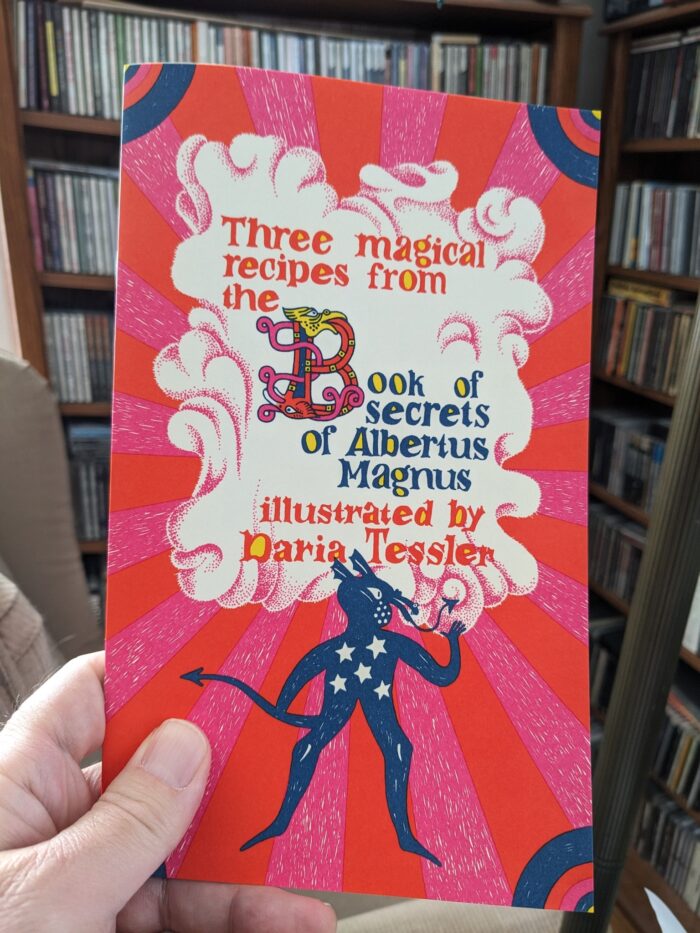 Three magical
recipes from
the
Book of
secrets
of Albertus
Magnus
illustrated by
Daria Tessler